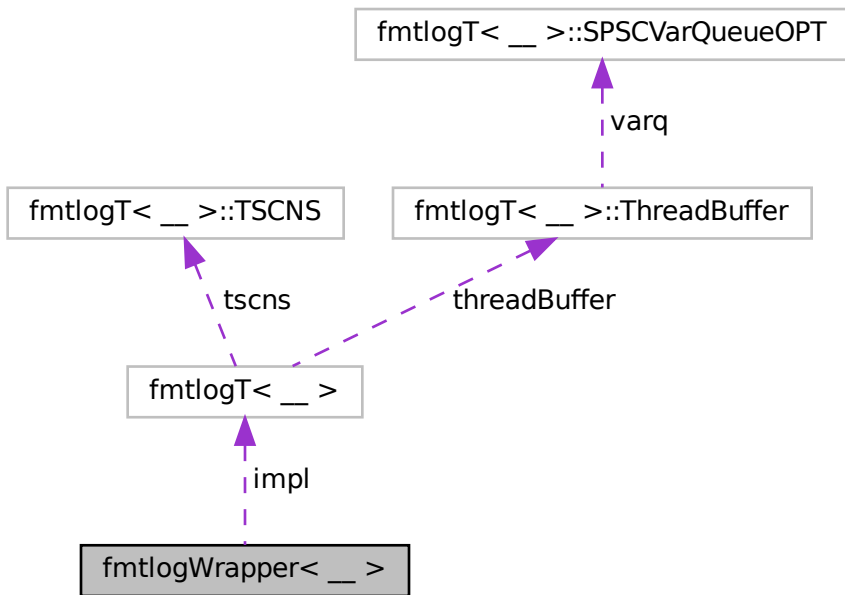 fmtlogT< __ >::SPSCVarQueueOPT
varq
fmtlogT< __ >::TSCNS
fmtlogT< __ >::ThreadBuffer
tscns
threadBuffer
fmtlogT< __ >
impl
fmtlogWrapper< __ >